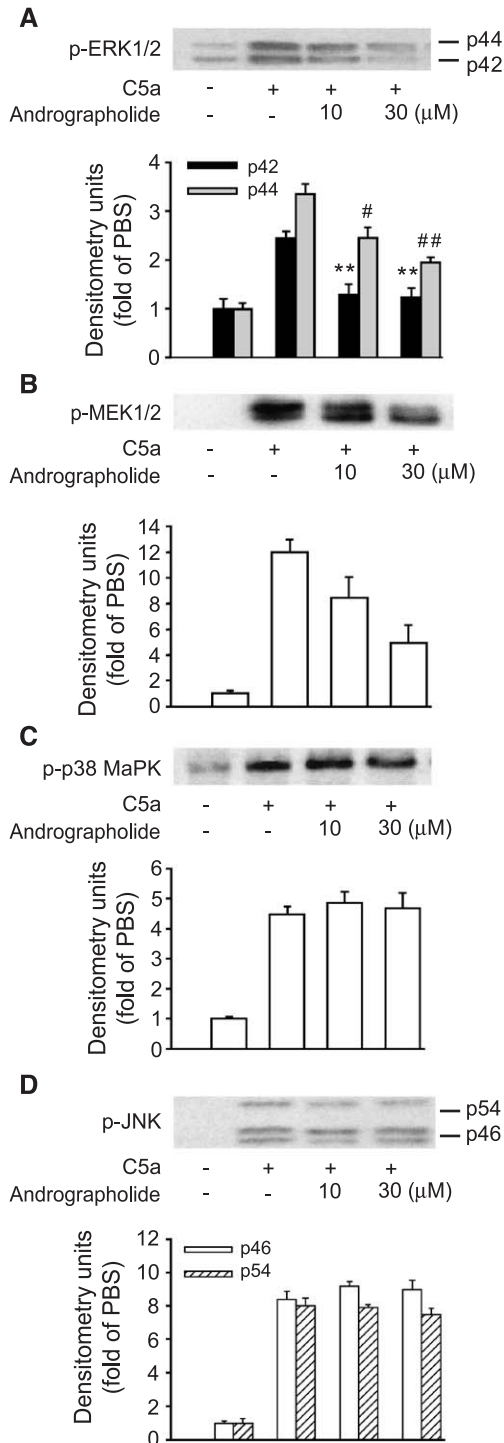 A
p-ERK1/2
p44
p42
C5a - + + +
Andrographolide - - 10 30 (μM)
Densitometry units
(fold of PBS)
4
3
2
1
0
p42
p44
**
#
**
##
B
p-MEK1/2
C5a - + + +
Andrographolide - - 10 30 (μM)
Densitometry units
(fold of PBS)
14
12
10
8
6
4
2
0
C
p-p38 MaPK
C5a - + + +
Andrographolide - - 10 30 (μM)
Densitometry units
(fold of PBS)
6
5
4
3
2
1
0
D
p-JNK
p54
p46
C5a - + + +
Andrographolide - - 10 30 (μM)
Densitometry units
(fold of PBS)
12
10
8
6
4
2
0
p46
p54